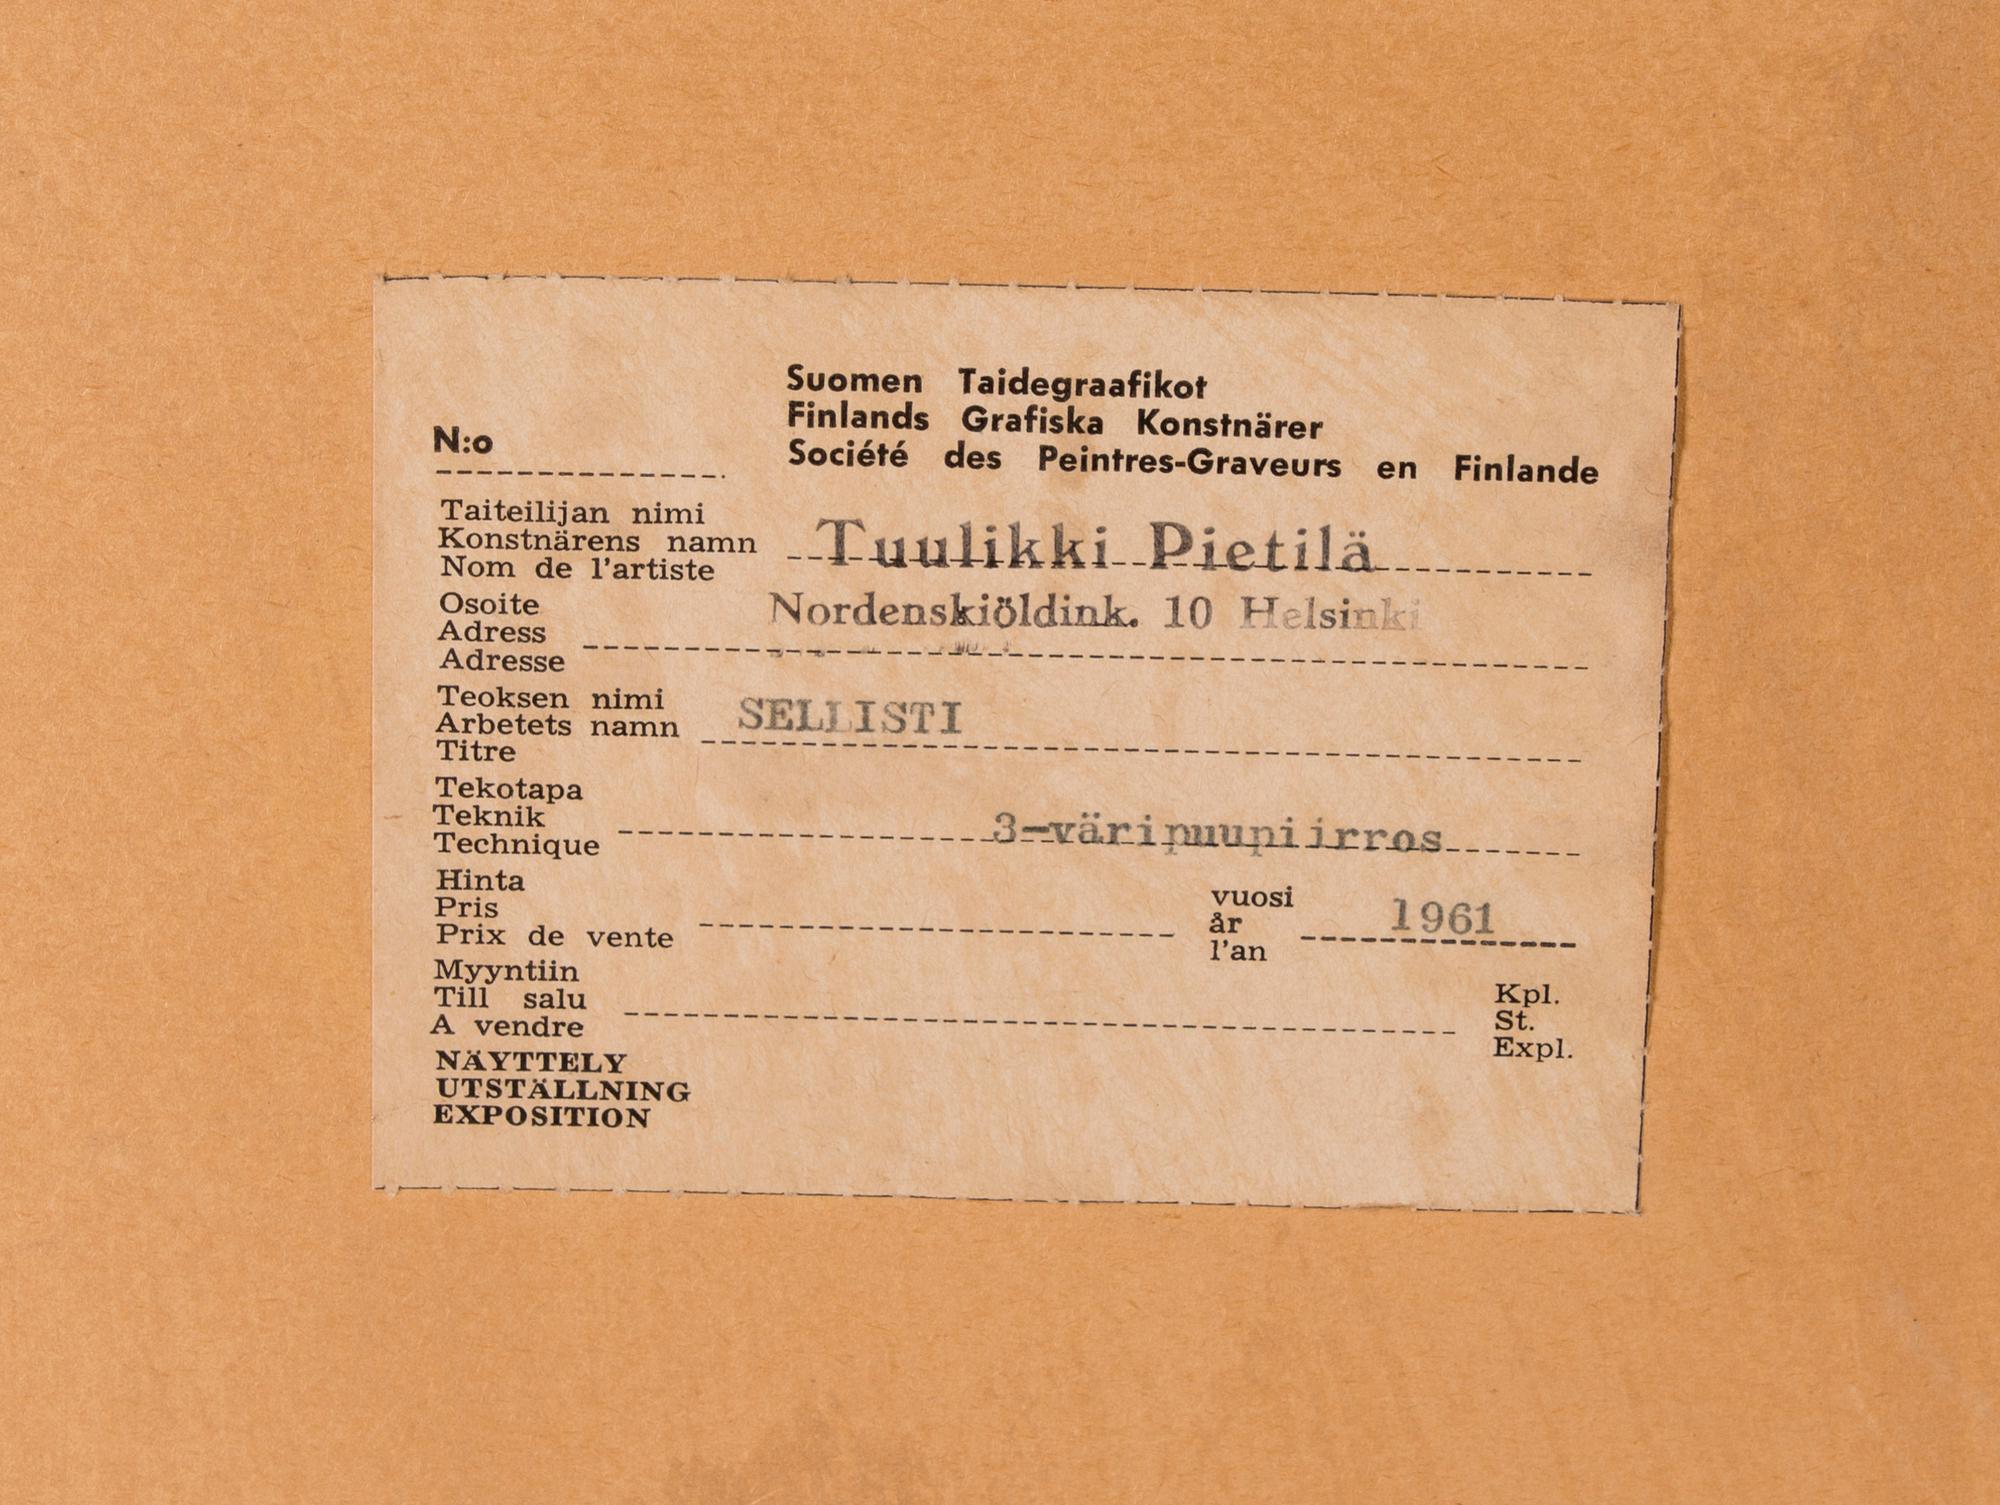 Suomen Taidegraafikot
Finlands Grafiska Konstnärer
Société des Peintres-Graveurs en Finlande
N:o
Taiteilijan nimi
Konstnärens namn Tuulikki Pietilä
Nom de l'artiste
Osoite Nordenskiöldink. 10 Helsinki
Adress
Adresse
Teoksen nimi
Arbetets namn SELLISTI
Titre
Tekotapa
Teknik
Technique 3-väripuupiirros
Hinta
Pris
Prix de vente
vuosi
år 1961
l'an
Myyntiin
Till salu
A vendre
Kpl.
St.
Expl.
NÄYTTELY
UTSTÄLLNING
EXPOSITION